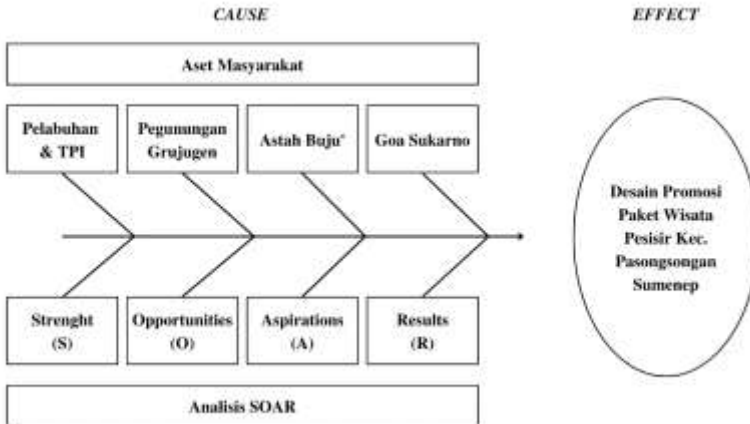 CAUSE
EFFECT
Aset Masyarakat
Pelabuhan
& TPI
Pegunungan
Grujugen
Astah Buju'
Goa Sukarno
Desain Promosi
Paket Wisata
Pesisir Kec.
Pasongsongan
Sumenep
Strenght
(S)
Opportunities
(O)
Aspirations
(A)
Results
(R)
Analisis SOAR